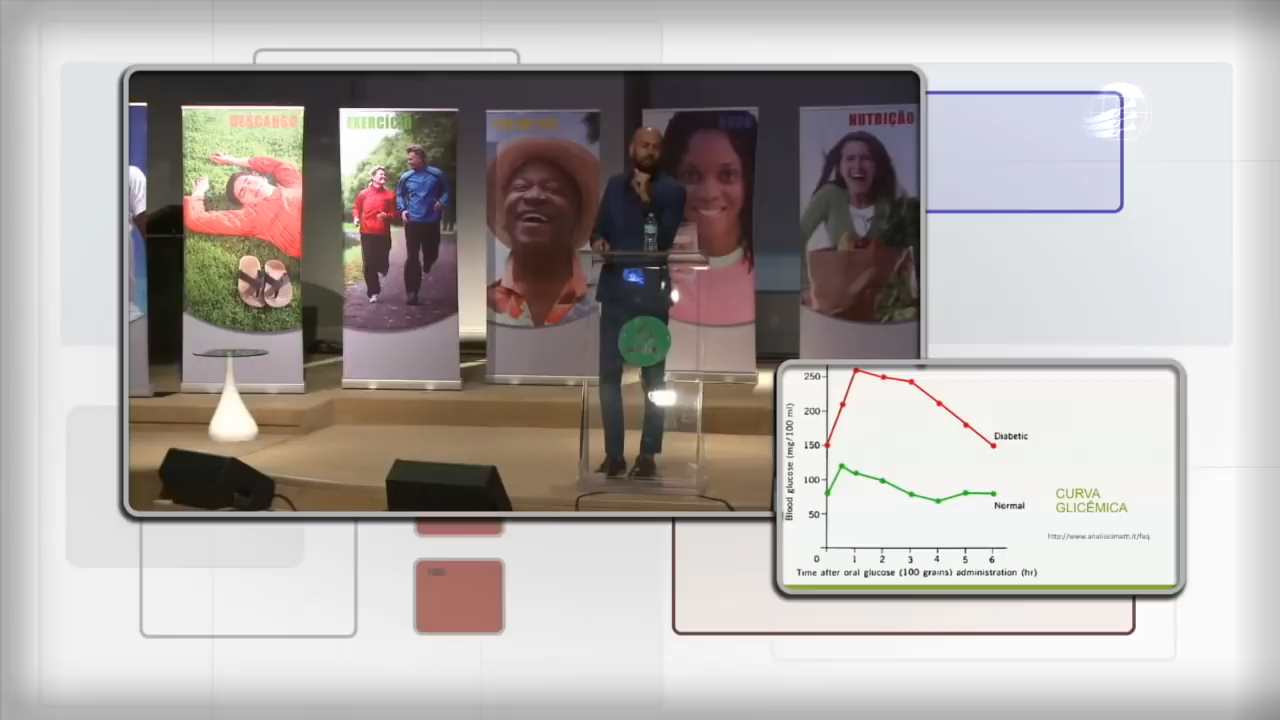 DESCANSO
EXERCÍCIO
NUTRIÇÃO
250
200
150
100
50
0
1 2 3 4 5 6
Blood glucose (mg/100 ml)
Diabetic
Normal
Time after oral glucose (100 grains) administration (hr)
CURVA
GLICÊMICA
http://www.analisicimatti.it/faq